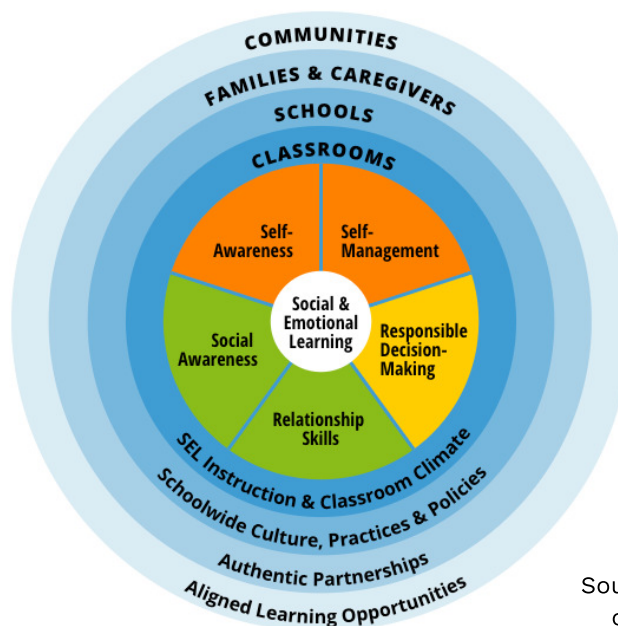 COMMUNITIES
FAMILIES & CAREGIVERS
SCHOOLS
CLASSROOMS
Self-
Awareness
Self-
Management
Social &
Emotional
Learning
Social
Awareness
Responsible
Decision-
Making
Relationship
Skills
SEL Instruction & Classroom Climate
Schoolwide Culture, Practices & Policies
Authentic Partnerships
Aligned Learning Opportunities